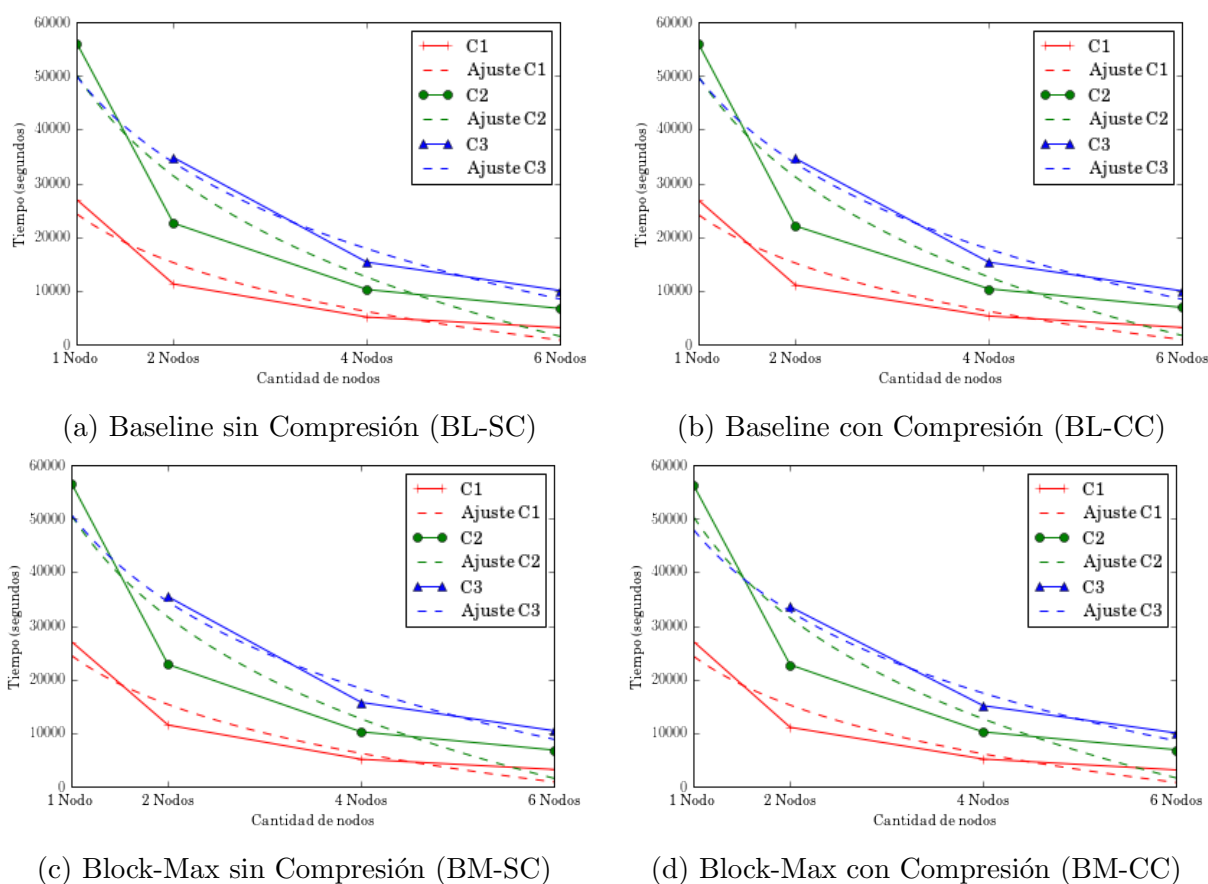 60000
50000
40000
30000
20000
10000
0
Tiempo (segundos)
C1
Ajuste C1
C2
Ajuste C2
C3
Ajuste C3
1 Nodo
2 Nodos
4 Nodos
6 Nodos
Cantidad de nodos
(a) Baseline sin Compresión (BL-SC)
60000
50000
40000
30000
20000
10000
0
Tiempo (segundos)
C1
Ajuste C1
C2
Ajuste C2
C3
Ajuste C3
1 Nodo
2 Nodos
4 Nodos
6 Nodos
Cantidad de nodos
(b) Baseline con Compresión (BL-CC)
60000
50000
40000
30000
20000
10000
0
Tiempo (segundos)
C1
Ajuste C1
C2
Ajuste C2
C3
Ajuste C3
1 Nodo
2 Nodos
4 Nodos
6 Nodos
Cantidad de nodos
(c) Block-Max sin Compresión (BM-SC)
60000
50000
40000
30000
20000
10000
0
Tiempo (segundos)
C1
Ajuste C1
C2
Ajuste C2
C3
Ajuste C3
1 Nodo
2 Nodos
4 Nodos
6 Nodos
Cantidad de nodos
(d) Block-Max con Compresión (BM-CC)